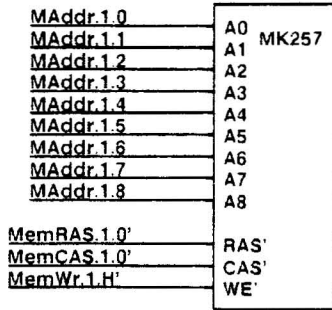 MAddr.1.0 A0 MK257
MAddr.1.1 A1
MAddr.1.2 A2
MAddr.1.3 A3
MAddr.1.4 A4
MAddr.1.5 A5
MAddr.1.6 A6
MAddr.1.7 A7
MAddr.1.8 A8
MemRAS.1.0' RAS'
MemCAS.1.0' CAS'
MemWr.1.H' WE'